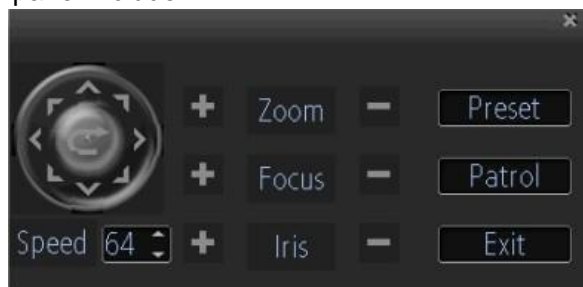 + Zoom - Preset
+ Focus - Patrol
Speed 64 + Iris - Exit